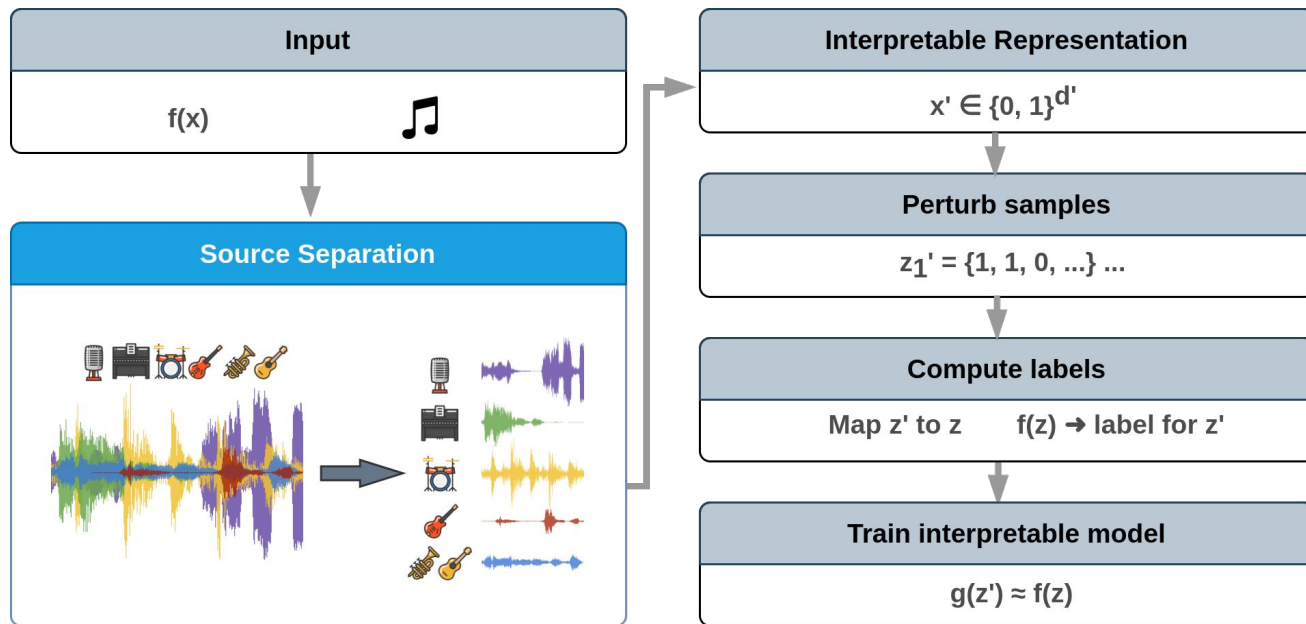 Input
f(x)
Source Separation
Interpretable Representation
x' ∈ {0, 1}^d'
Perturb samples
z₁' = {1, 1, 0, ...} ...
Compute labels
Map z' to z f(z) ➜ label for z'
Train interpretable model
g(z') ≈ f(z)